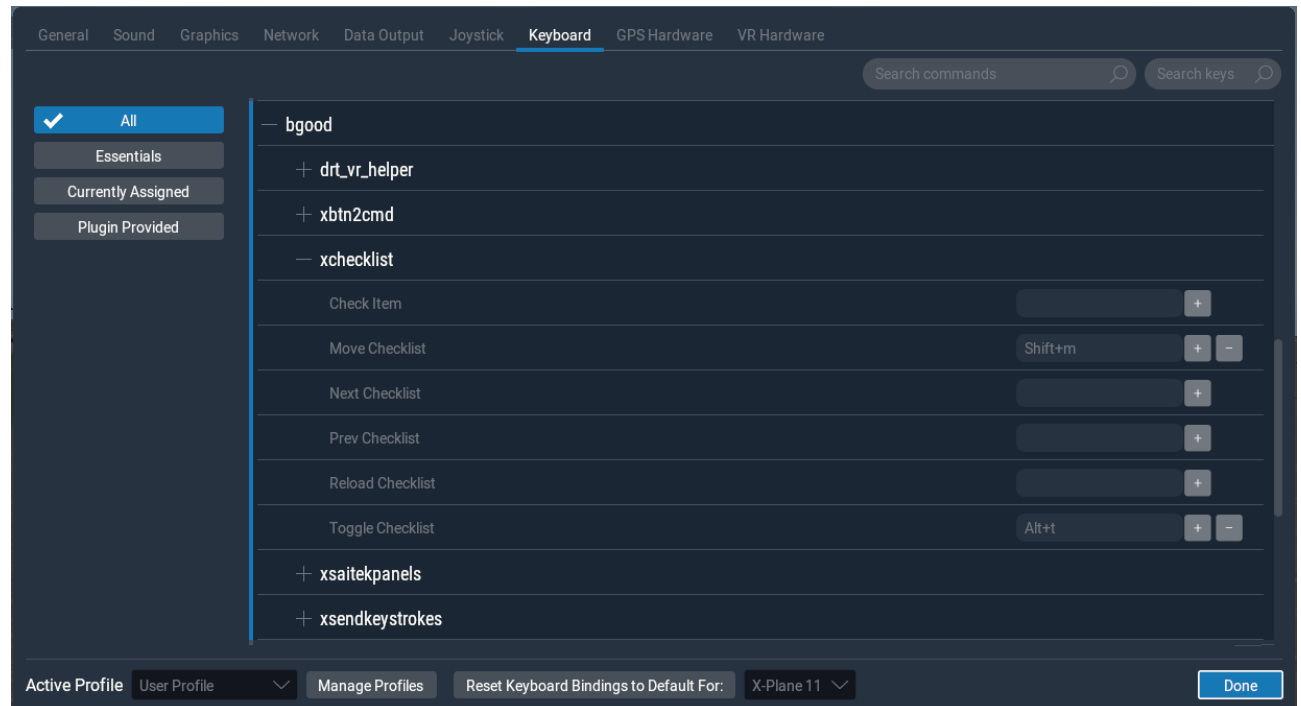 General Sound Graphics Network Data Output Joystick Keyboard GPS Hardware VR Hardware
Search commands Search keys
All
Essentials
Currently Assigned
Plugin Provided
bgood
drt_vr_helper
xbtn2cmd
xchecklist
Check Item +
Move Checklist Shift+m + -
Next Checklist +
Prev Checklist +
Reload Checklist +
Toggle Checklist Alt+t + -
xsaitekpanels
xsendkeystrokes
Active Profile User Profile Manage Profiles Reset Keyboard Bindings to Default For: X-Plane 11 Done